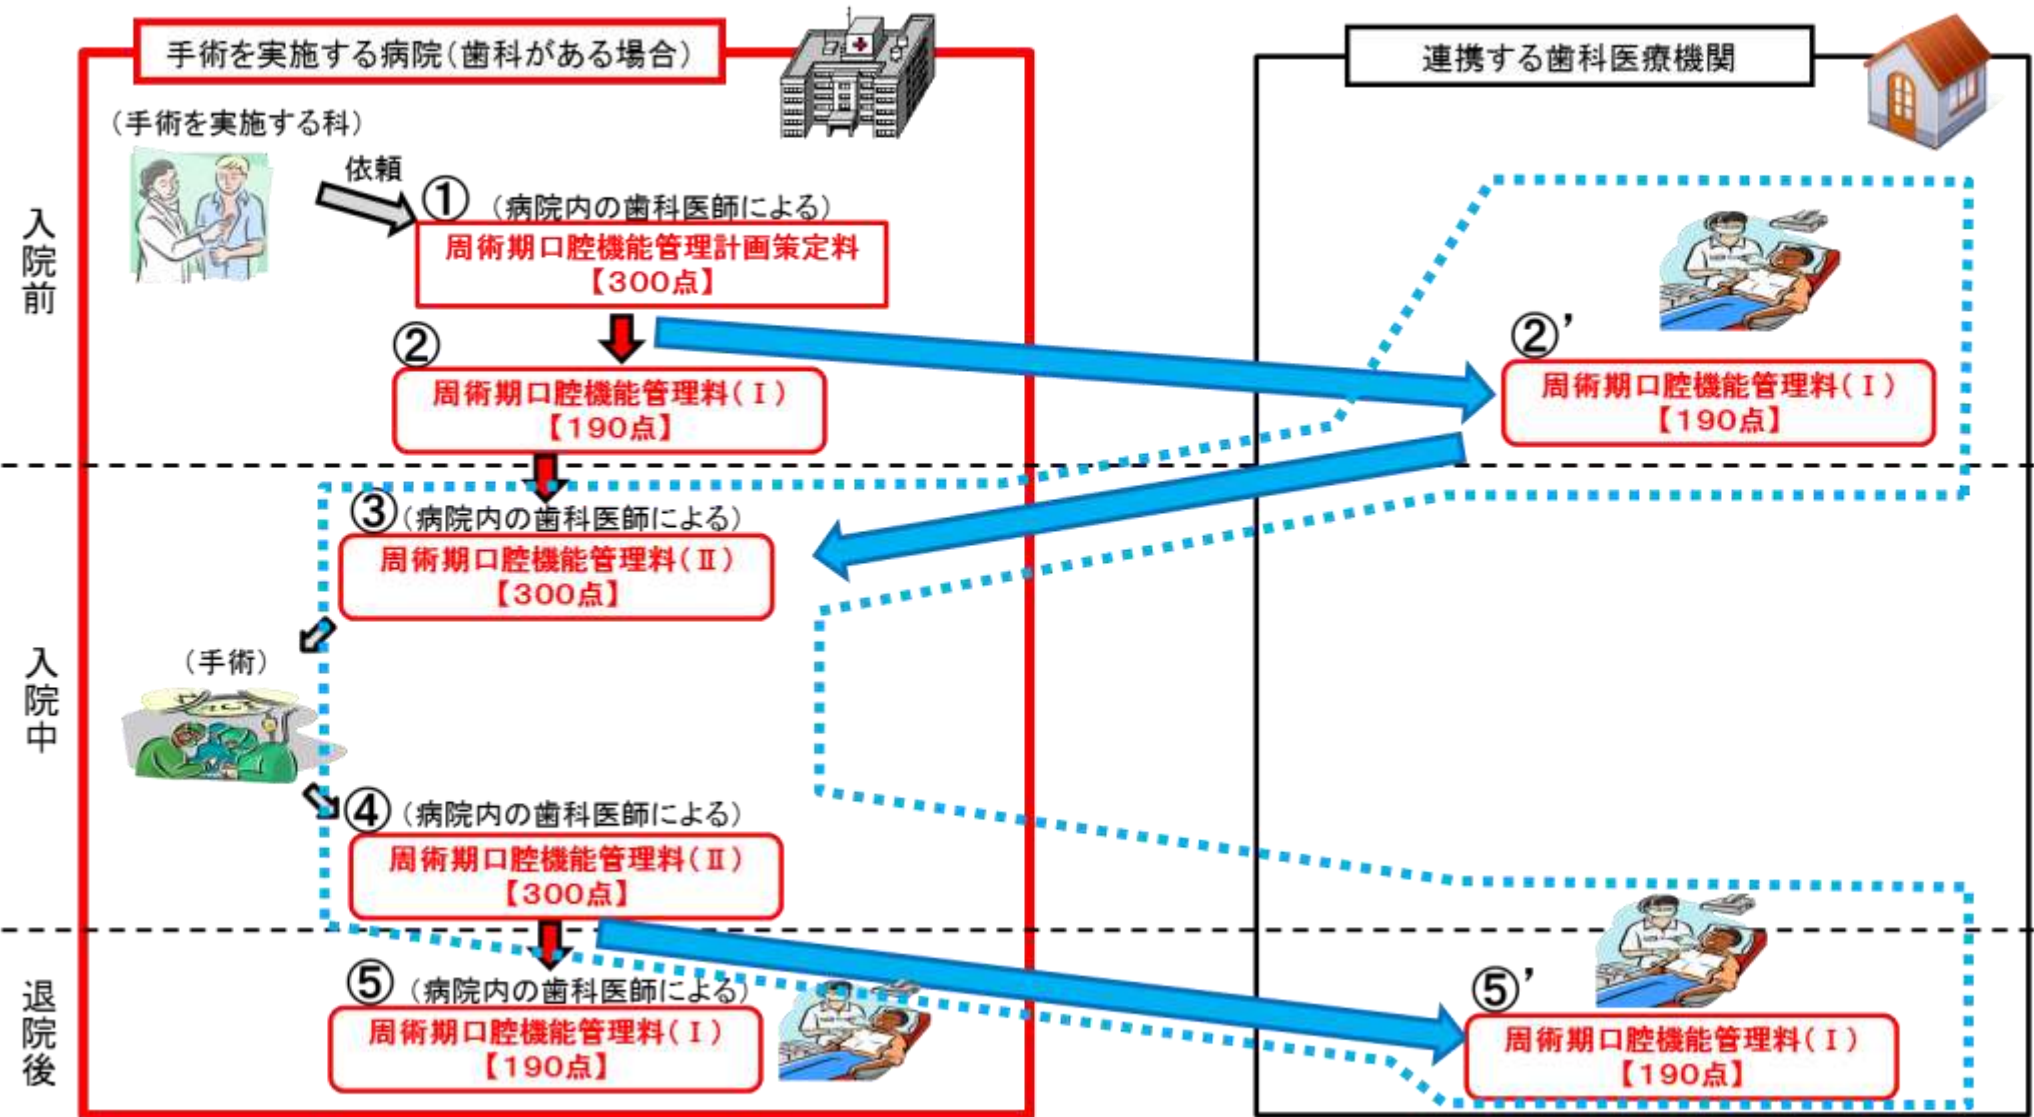 手術を実施する病院(歯科がある場合)
連携する歯科医療機関
(手術を実施する科)
依頼
入院前
① (病院内の歯科医師による)
周術期口腔機能管理計画策定料
【300点】
②
周術期口腔機能管理料(Ⅰ)
【190点】
②’
周術期口腔機能管理料(Ⅰ)
【190点】
入院中
③(病院内の歯科医師による)
周術期口腔機能管理料(Ⅱ)
【300点】
(手術)
④(病院内の歯科医師による)
周術期口腔機能管理料(Ⅱ)
【300点】
退院後
⑤ (病院内の歯科医師による)
周術期口腔機能管理料(Ⅰ)
【190点】
⑤’
周術期口腔機能管理料(Ⅰ)
【190点】